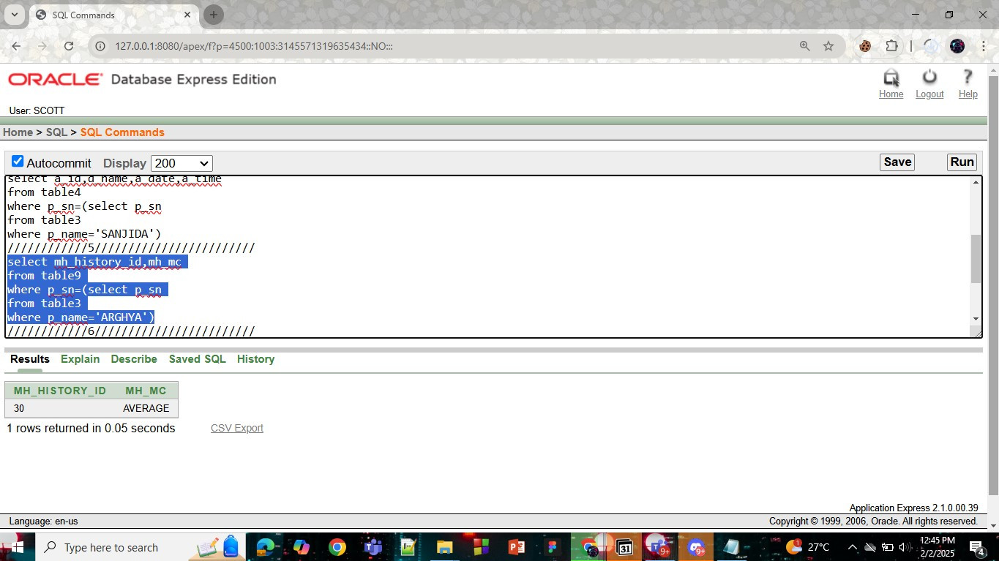 SQL Commands
127.0.0.1:8080/apex/f?p=4500:1003:3145571319635434::NO:::
ORACLE Database Express Edition
Home Logout Help
User: SCOTT
Home > SQL > SQL Commands
Autocommit Display 200 Save Run
select a_id,d_name,a_date,a_time
from table4
where p_sn=(select p_sn
from table3
where p_name='SANJIDA')
////////////5////////////////////////
select mh_history_id,mh_mc
from table9
where p_sn=(select p_sn
from table3
where p_name='ARGHYA')
////////////6////////////////////////
Results Explain Describe Saved SQL History
MH_HISTORY_ID MH_MC
30 AVERAGE
1 rows returned in 0.05 seconds CSV Export
Application Express 2.1.0.00.39
Language: en-us Copyright © 1999, 2006, Oracle. All rights reserved.
Type here to search 31 9+ 9+ 1 27°C 12:45 PM
2/2/2025 4